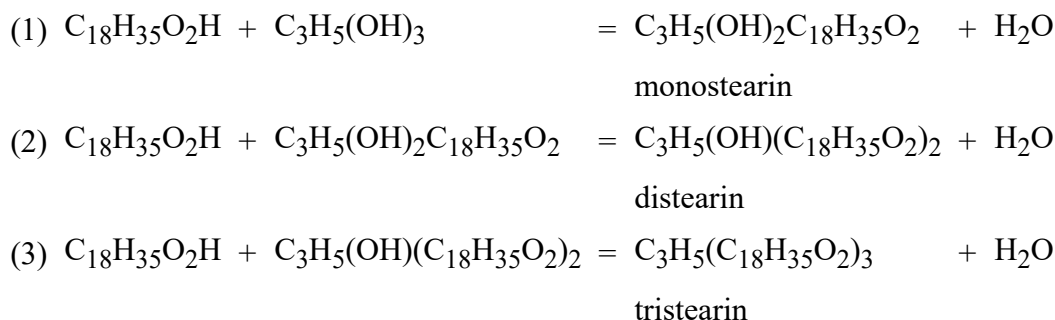 (1) C₁₈H₃₅O₂H + C₃H₅(OH)₃ = C₃H₅(OH)₂C₁₈H₃₅O₂ + H₂O
monostearin
(2) C₁₈H₃₅O₂H + C₃H₅(OH)₂C₁₈H₃₅O₂ = C₃H₅(OH)(C₁₈H₃₅O₂)₂ + H₂O
distearin
(3) C₁₈H₃₅O₂H + C₃H₅(OH)(C₁₈H₃₅O₂)₂ = C₃H₅(C₁₈H₃₅O₂)₃ + H₂O
tristearin